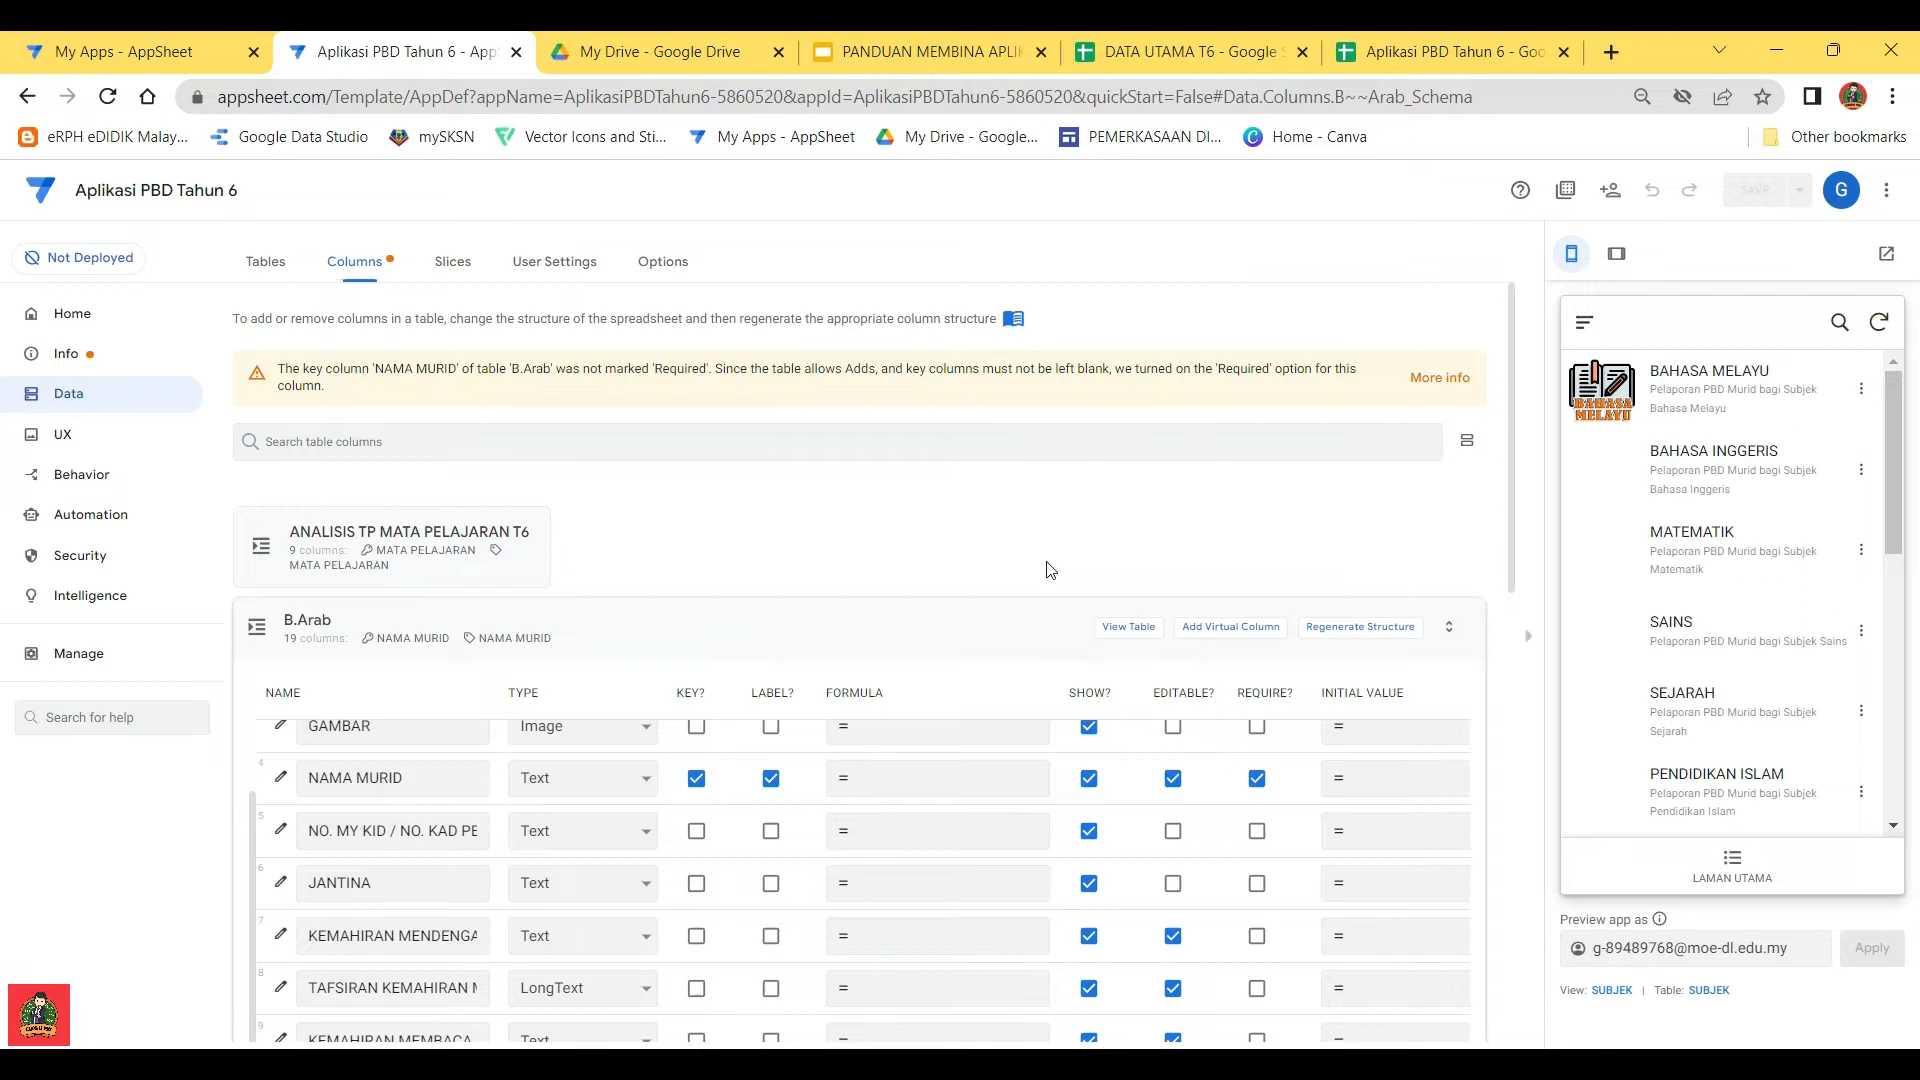 My Apps - AppSheet
Aplikasi PBD Tahun 6 - App
My Drive - Google Drive
PANDUAN MEMBINA APLIK
DATA UTAMA T6 - Google S
Aplikasi PBD Tahun 6 - Goo
appsheet.com/Template/AppDef?appName=AplikasiPBDTahun6-5860520&appId=AplikasiPBDTahun6-5860520&quickStart=False#Data.Columns.B~~Arab_Schema
eRPH eDIDIK Malay...
Google Data Studio
mySKSN
Vector Icons and Sti...
My Apps - AppSheet
My Drive - Google...
PEMERKASAAN DI...
Home - Canva
Other bookmarks
Aplikasi PBD Tahun 6
SAVE
G
Not Deployed
Home
Info
Data
UX
Behavior
Automation
Security
Intelligence
Manage
Search for help
Tables
Columns
Slices
User Settings
Options
To add or remove columns in a table, change the structure of the spreadsheet and then regenerate the appropriate column structure
The key column 'NAMA MURID' of table 'B.Arab' was not marked 'Required'. Since the table allows Adds, and key columns must not be left blank, we turned on the 'Required' option for this
column.
More info
Search table columns
ANALISIS TP MATA PELAJARAN T6
9 columns: MATA PELAJARAN
MATA PELAJARAN
B.Arab
19 columns: NAMA MURID NAMA MURID
View Table
Add Virtual Column
Regenerate Structure
NAME TYPE KEY? LABEL? FORMULA SHOW? EDITABLE? REQUIRE? INITIAL VALUE
GAMBAR Image = =
4 NAMA MURID Text = =
5 NO. MY KID / NO. KAD PE Text = =
6 JANTINA Text = =
7 KEMAHIRAN MENDENGA Text = =
8 TAFSIRAN KEMAHIRAN M LongText = =
9 KEMAHIRAN MEMBACA Text = =
BAHASA MELAYU
BAHASA MELAYU
Pelaporan PBD Murid bagi Subjek
Bahasa Melayu
BAHASA INGGERIS
Pelaporan PBD Murid bagi Subjek
Bahasa Inggeris
MATEMATIK
Pelaporan PBD Murid bagi Subjek
Matematik
SAINS
Pelaporan PBD Murid bagi Subjek Sains
SEJARAH
Pelaporan PBD Murid bagi Subjek
Sejarah
PENDIDIKAN ISLAM
Pelaporan PBD Murid bagi Subjek
Pendidikan Islam
LAMAN UTAMA
Preview app as
g-89489768@moe-dl.edu.my
Apply
View: SUBJEK | Table: SUBJEK